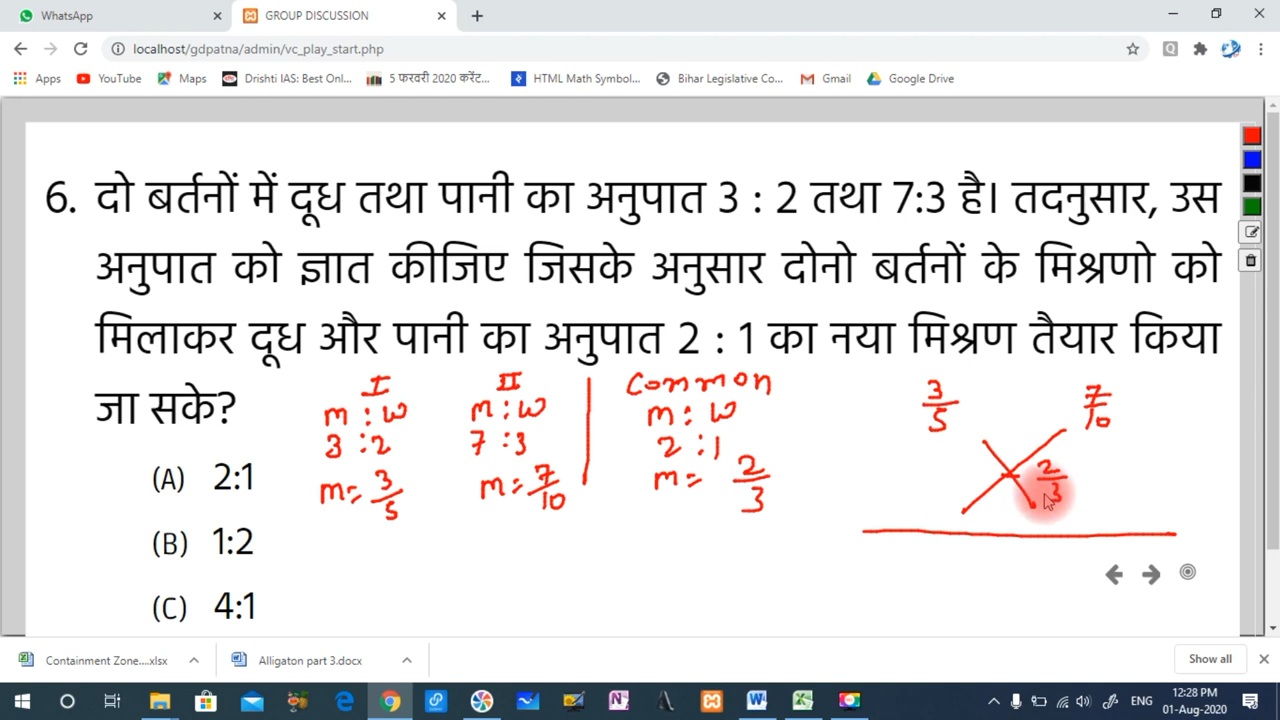 WhatsApp
GROUP DISCUSSION
localhost/gdpatna/admin/vc_play_start.php
Apps YouTube Maps Drishti IAS: Best Onl... 5 फरवरी 2020 करेंट... HTML Math Symbol... Bihar Legislative Co... Gmail Google Drive
6. दो बर्तनों में दूध तथा पानी का अनुपात 3 : 2 तथा 7:3 है। तदनुसार, उस
अनुपात को ज्ञात कीजिए जिसके अनुसार दोनो बर्तनों के मिश्रणो को
मिलाकर दूध और पानी का अनुपात 2 : 1 का नया मिश्रण तैयार किया
जा सके?
I II Common
m : w m : w m : w
3 : 2 7 : 3 2 : 1
m = 3/5 m = 7/10 m = 2/3
3/5 7/10
2/3
(A) 2:1
(B) 1:2
(C) 4:1
Containment Zone....xlsx Alligaton part 3.docx Show all
ENG 12:28 PM
01-Aug-2020